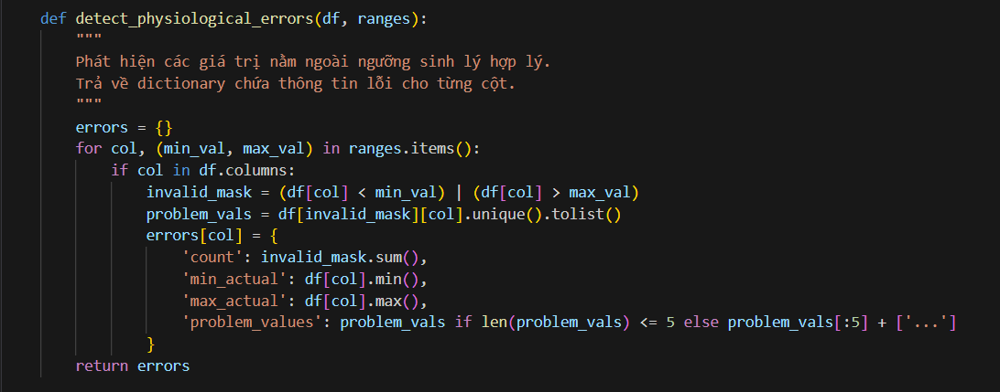 def detect_physiological_errors(df, ranges):
    """
    Phát hiện các giá trị nằm ngoài ngưỡng sinh lý hợp lý.
    Trả về dictionary chứa thông tin lỗi cho từng cột.
    """
    errors = {}
    for col, (min_val, max_val) in ranges.items():
        if col in df.columns:
            invalid_mask = (df[col] < min_val) | (df[col] > max_val)
            problem_vals = df[invalid_mask][col].unique().tolist()
            errors[col] = {
                'count': invalid_mask.sum(),
                'min_actual': df[col].min(),
                'max_actual': df[col].max(),
                'problem_values': problem_vals if len(problem_vals) <= 5 else problem_vals[:5] + ['...']
            }
    return errors